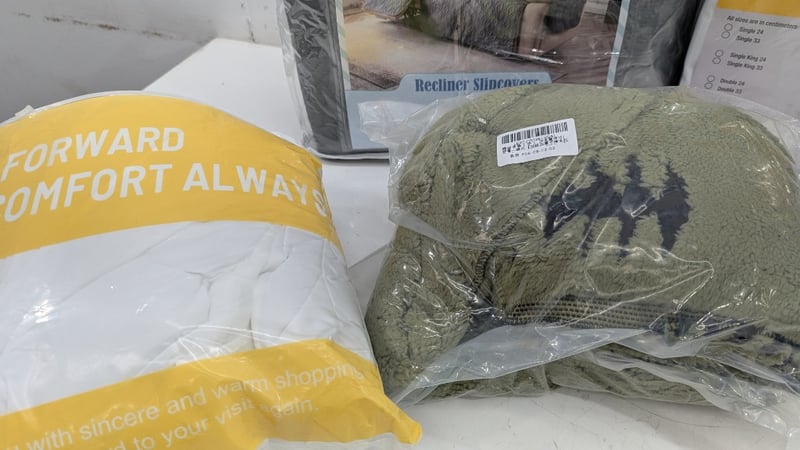 FORWARD
COMFORT ALWAYS
with sincere and warm shopping
to your visit again.
Recliner Slipcovers
All sizes are in centimeters
Single 24
Single 33
Single King 24
Single King 33
Double 24
Double 33